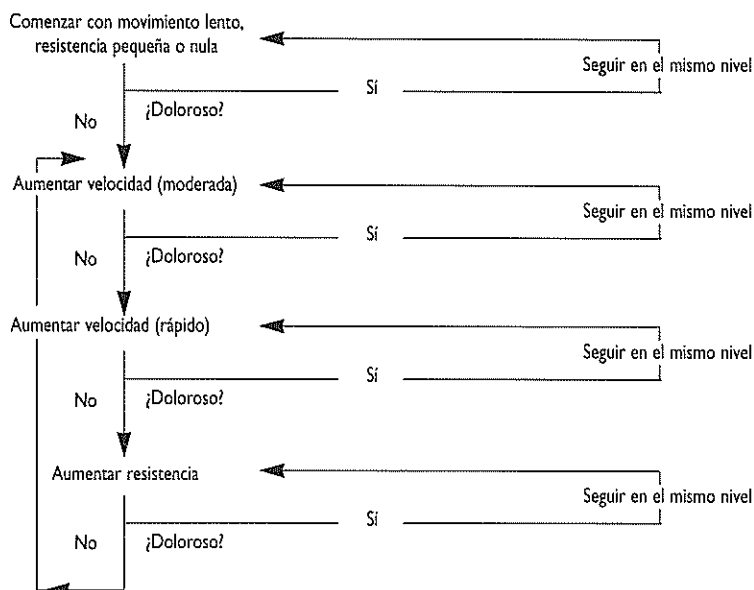 Comenzar con movimiento lento,
resistencia pequeña o nula
Seguir en el mismo nivel
Sí
No
¿Doloroso?
Aumentar velocidad (moderada)
Seguir en el mismo nivel
Sí
No
¿Doloroso?
Aumentar velocidad (rápido)
Seguir en el mismo nivel
Sí
No
¿Doloroso?
Aumentar resistencia
Seguir en el mismo nivel
Sí
No
¿Doloroso?